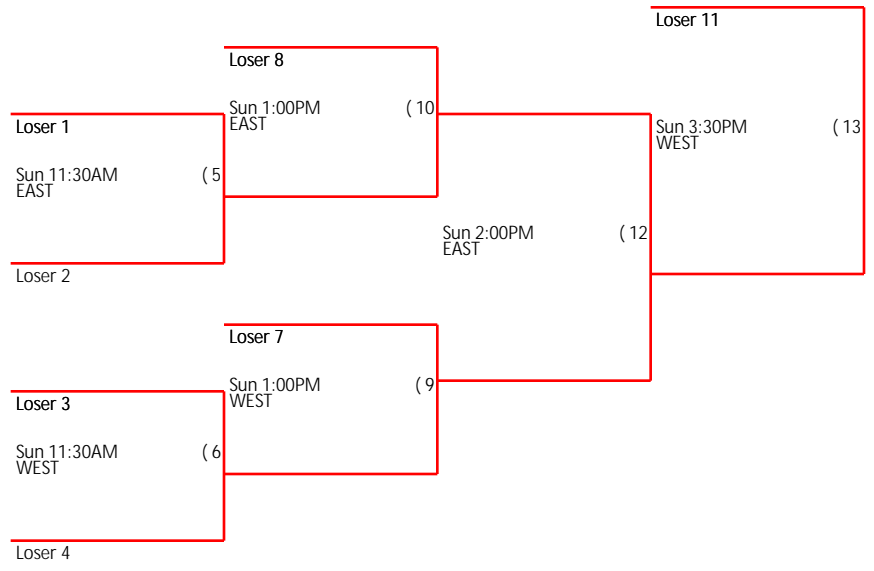 Loser 11
Loser 8
Sun 1:00PM ( 10
EAST
Loser 1
Sun 3:30PM ( 13
WEST
Sun 11:30AM ( 5
EAST
Sun 2:00PM ( 12
EAST
Loser 2
Loser 7
Sun 1:00PM ( 9
WEST
Loser 3
Sun 11:30AM ( 6
WEST
Loser 4